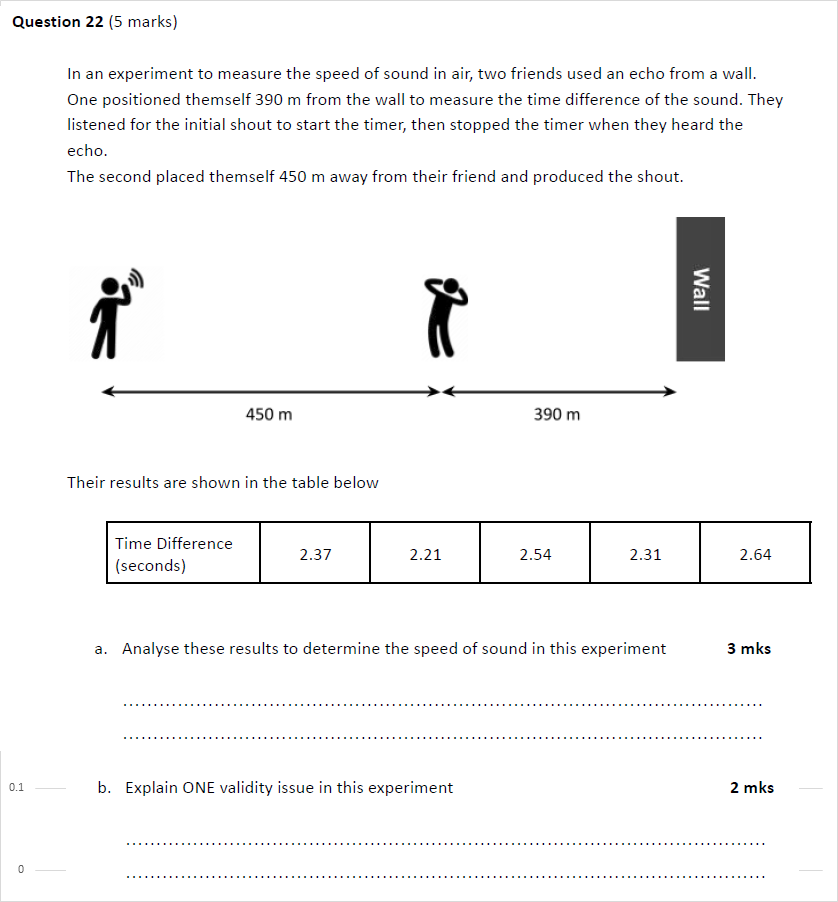 Question 22 (5 marks)
In an experiment to measure the speed of sound in air, two friends used an echo from a wall.
One positioned themself 390 m from the wall to measure the time difference of the sound. They
listened for the initial shout to start the timer, then stopped the timer when they heard the
echo.
The second placed themself 450 m away from their friend and produced the shout.
Wall
450 m
390 m
Their results are shown in the table below
Time Difference
(seconds)
2.37
2.21
2.54
2.31
2.64
a. Analyse these results to determine the speed of sound in this experiment
3 mks
0.1
b. Explain ONE validity issue in this experiment
2 mks
0